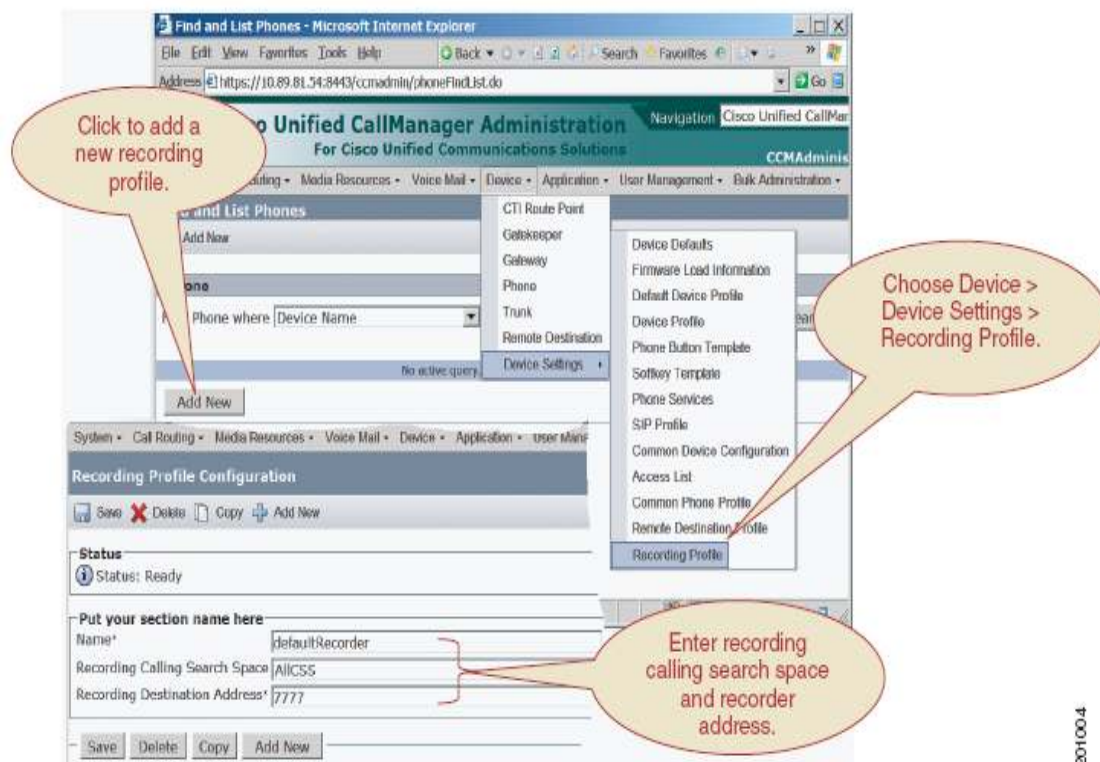 Find and List Phones - Microsoft Internet Explorer
File Edit View Favorites Tools Help Back Search Favorites
Address https://10.89.81.54:8443/ccmadmin/phoneFindList.do Go
Click to add a
new recording
profile.
o Unified CallManager Administration
For Cisco Unified Communications Solutions
Navigation Cisco Unified CallMan
CCMAdminis
uting Media Resources Voice Mail Device Application User Management Bulk Administration
and List Phones
Add New
one
Phone where Device Name
No active query.
Add New
CTI Route Point
Gatekeeper
Gateway
Phone
Trunk
Remote Destination
Device Settings
Device Defaults
Firmware Load Information
Default Device Profile
Device Profile
Phone Button Template
Softkey Template
Phone Services
SIP Profile
Common Device Configuration
Access List
Common Phone Profile
Remote Destination Profile
Recording Profile
Choose Device >
Device Settings >
Recording Profile.
System Call Routing Media Resources Voice Mail Device Application User Mana
Recording Profile Configuration
Save Delete Copy Add New
Status
Status: Ready
Put your section name here
Name* defaultRecorder
Recording Calling Search Space AllCSS
Recording Destination Address* 7777
Enter recording
calling search space
and recorder
address.
Save Delete Copy Add New
201004